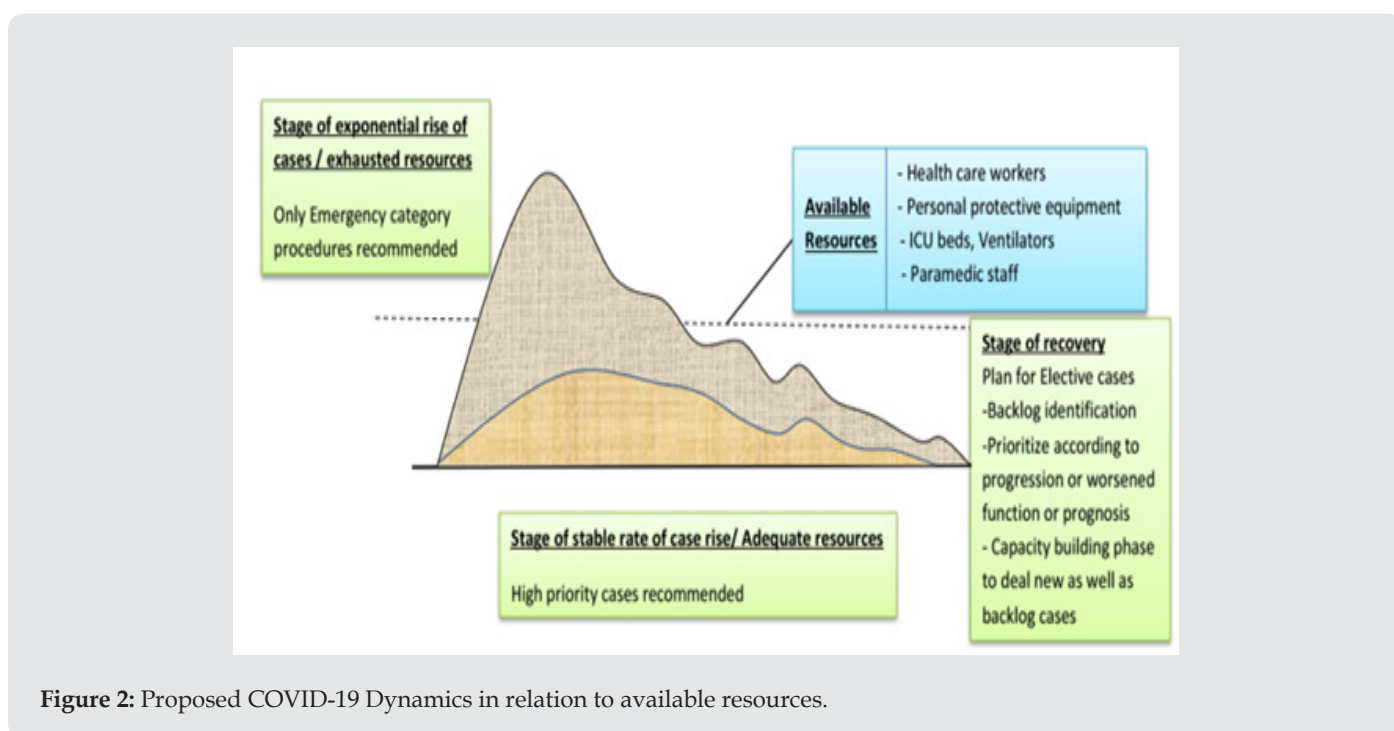 Stage of exponential rise of
cases / exhausted resources
Only Emergency category
procedures recommended
Available
Resources
- Health care workers
- Personal protective equipment
- ICU beds, Ventilators
- Paramedic staff
Stage of recovery
Plan for Elective cases
-Backlog identification
-Prioritize according to
progression or worsened
function or prognosis
- Capacity building phase
to deal new as well as
backlog cases
Stage of stable rate of case rise/ Adequate resources
High priority cases recommended
Figure 2: Proposed COVID-19 Dynamics in relation to available resources.